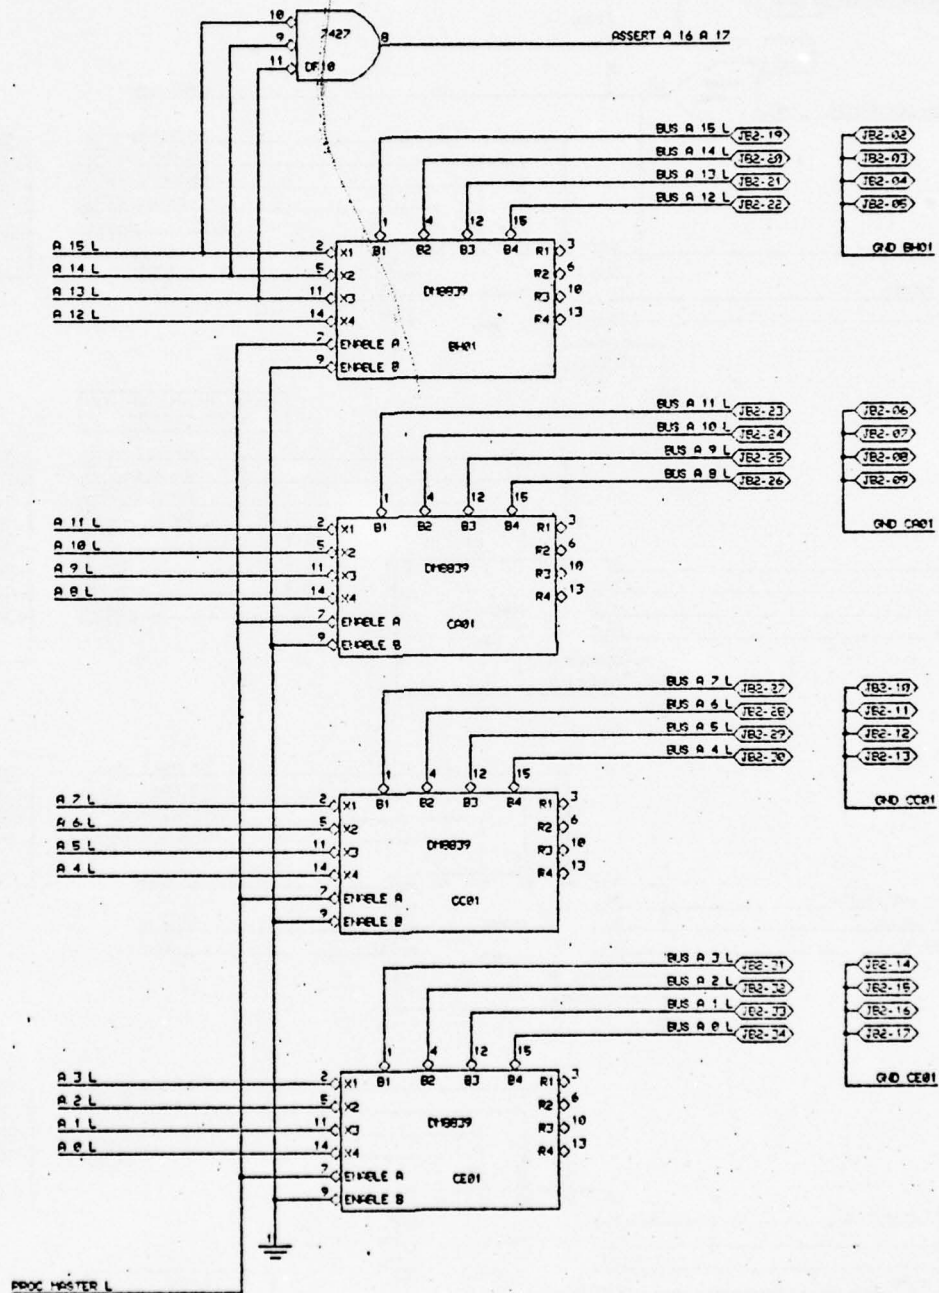 10
9
11
7427
DF10
8
ASSERT A 16 A 17
BUS A 15 L JB2-19 JB2-02
BUS A 14 L JB2-20 JB2-03
BUS A 13 L JB2-21 JB2-04
BUS A 12 L JB2-22 JB2-05
GND BH01
1 4 12 15
B1 B2 B3 B4
A 15 L 2 X1 R1 3
A 14 L 5 X2 R2 6
A 13 L 11 X3 DM8839 R3 10
A 12 L 14 X4 R4 13
7 ENABLE A BH01
9 ENABLE B
BUS A 11 L JB2-23 JB2-06
BUS A 10 L JB2-24 JB2-07
BUS A 9 L JB2-25 JB2-08
BUS A 8 L JB2-26 JB2-09
GND CA01
1 4 12 15
B1 B2 B3 B4
A 11 L 2 X1 R1 3
A 10 L 5 X2 R2 6
A 9 L 11 X3 DM8839 R3 10
A 8 L 14 X4 R4 13
7 ENABLE A CA01
9 ENABLE B
BUS A 7 L JB2-27 JB2-10
BUS A 6 L JB2-28 JB2-11
BUS A 5 L JB2-29 JB2-12
BUS A 4 L JB2-30 JB2-13
GND CC01
1 4 12 15
B1 B2 B3 B4
A 7 L 2 X1 R1 3
A 6 L 5 X2 R2 6
A 5 L 11 X3 DM8839 R3 10
A 4 L 14 X4 R4 13
7 ENABLE A CC01
9 ENABLE B
BUS A 3 L JB2-31 JB2-14
BUS A 2 L JB2-32 JB2-15
BUS A 1 L JB2-33 JB2-16
BUS A 0 L JB2-34 JB2-17
GND CE01
1 4 12 15
B1 B2 B3 B4
A 3 L 2 X1 R1 3
A 2 L 5 X2 R2 6
A 1 L 11 X3 DM8839 R3 10
A 0 L 14 X4 R4 13
7 ENABLE A CE01
9 ENABLE B
1
PROC MASTER L